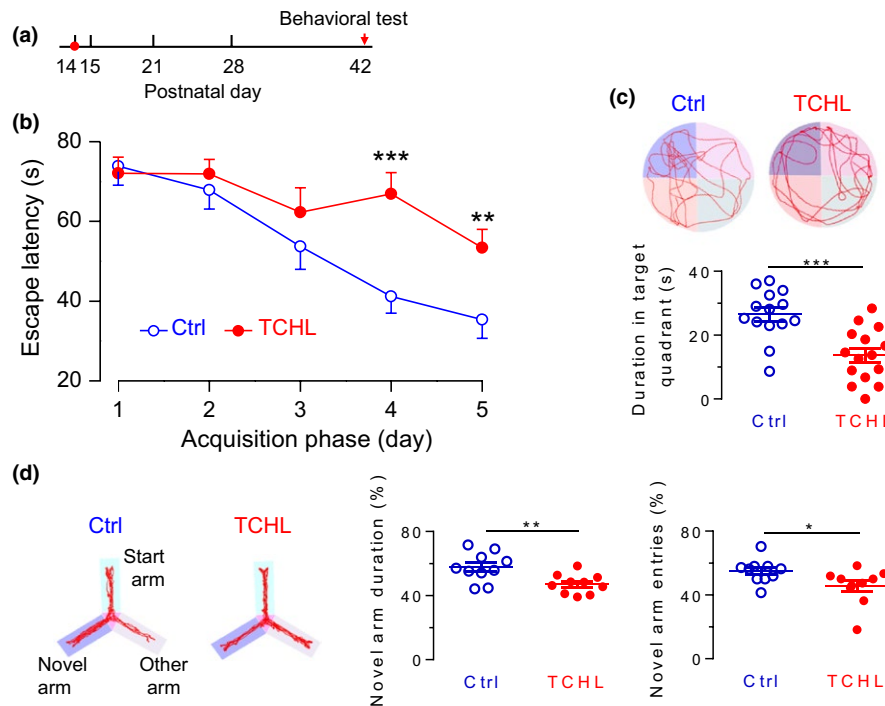 (a)
Behavioral test
14 15 21 28 42
Postnatal day
(b)
Escape latency (s)
80
60
40
20
***
**
Ctrl TCHL
1 2 3 4 5
Acquisition phase (day)
(c)
Ctrl TCHL
Duration in target
quadrant (s)
40
20
0
***
Ctrl TCHL
(d)
Ctrl TCHL
Start
arm
Novel
arm
Other
arm
Novel arm duration (%)
80
40
0
**
Ctrl TCHL
Novel arm entries (%)
80
40
0
*
Ctrl TCHL